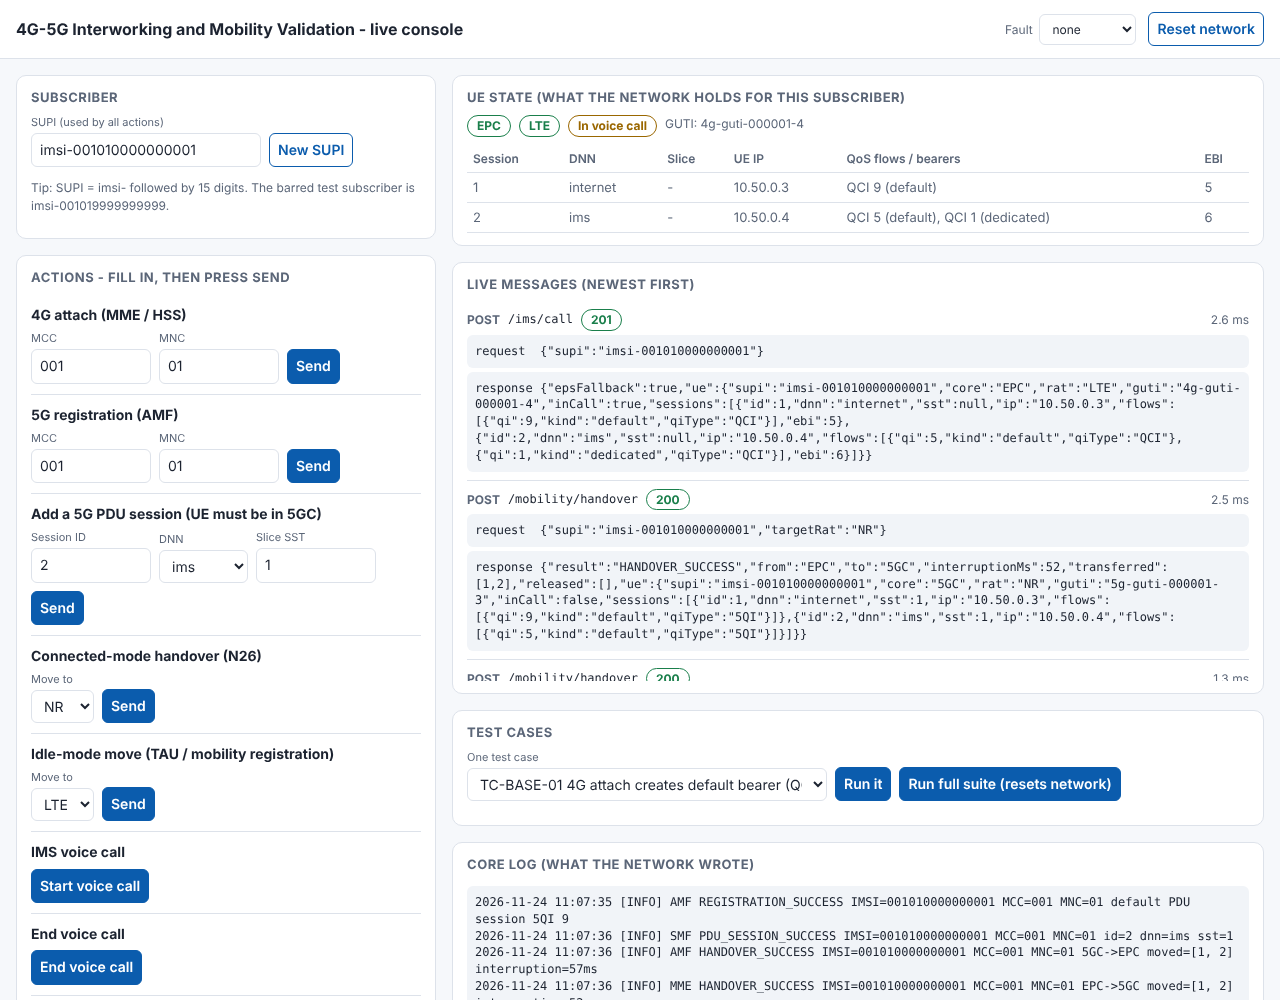 4G-5G Interworking and Mobility Validation - live console
Fault none Reset network
SUBSCRIBER
SUPI (used by all actions)
imsi-001010000000001 New SUPI
Tip: SUPI = imsi- followed by 15 digits. The barred test subscriber is
imsi-001019999999999.
ACTIONS - FILL IN, THEN PRESS SEND
4G attach (MME / HSS)
MCC MNC
001 01 Send
5G registration (AMF)
MCC MNC
001 01 Send
Add a 5G PDU session (UE must be in 5GC)
Session ID DNN Slice SST
2 ims 1
Send
Connected-mode handover (N26)
Move to
NR Send
Idle-mode move (TAU / mobility registration)
Move to
LTE Send
IMS voice call
Start voice call
End voice call
End voice call
UE STATE (WHAT THE NETWORK HOLDS FOR THIS SUBSCRIBER)
EPC LTE In voice call GUTI: 4g-guti-000001-4
Session DNN Slice UE IP QoS flows / bearers EBI
1 internet - 10.50.0.3 QCI 9 (default) 5
2 ims - 10.50.0.4 QCI 5 (default), QCI 1 (dedicated) 6
LIVE MESSAGES (NEWEST FIRST)
POST /ims/call 201 2.6 ms
request {"supi":"imsi-001010000000001"}
response {"epsFallback":true,"ue":{"supi":"imsi-001010000000001","core":"EPC","rat":"LTE","guti":"4g-guti-
000001-4","inCall":true,"sessions":[{"id":1,"dnn":"internet","sst":null,"ip":"10.50.0.3","flows":
[{"qi":9,"kind":"default","qiType":"QCI"}],"ebi":5},
{"id":2,"dnn":"ims","sst":null,"ip":"10.50.0.4","flows":[{"qi":5,"kind":"default","qiType":"QCI"},
{"qi":1,"kind":"dedicated","qiType":"QCI"}],"ebi":6}]}}
POST /mobility/handover 200 2.5 ms
request {"supi":"imsi-001010000000001","targetRat":"NR"}
response {"result":"HANDOVER_SUCCESS","from":"EPC","to":"5GC","interruptionMs":52,"transferred":
[1,2],"released":[],"ue":{"supi":"imsi-001010000000001","core":"5GC","rat":"NR","guti":"5g-guti-000001-
3","inCall":false,"sessions":[{"id":1,"dnn":"internet","sst":1,"ip":"10.50.0.3","flows":
[{"qi":9,"kind":"default","qiType":"5QI"}]},{"id":2,"dnn":"ims","sst":1,"ip":"10.50.0.4","flows":
[{"qi":5,"kind":"default","qiType":"5QI"}]}]}}
POST /mobility/handover 200 1.3 ms
TEST CASES
One test case
TC-BASE-01 4G attach creates default bearer (Q Run it Run full suite (resets network)
CORE LOG (WHAT THE NETWORK WROTE)
2026-11-24 11:07:35 [INFO] AMF REGISTRATION_SUCCESS IMSI=001010000000001 MCC=001 MNC=01 default PDU
session 5QI 9
2026-11-24 11:07:36 [INFO] SMF PDU_SESSION_SUCCESS IMSI=001010000000001 MCC=001 MNC=01 id=2 dnn=ims sst=1
2026-11-24 11:07:36 [INFO] AMF HANDOVER_SUCCESS IMSI=001010000000001 MCC=001 MNC=01 5GC->EPC moved=[1, 2]
interruption=57ms
2026-11-24 11:07:36 [INFO] MME HANDOVER_SUCCESS IMSI=001010000000001 MCC=001 MNC=01 EPC->5GC moved=[1, 2]